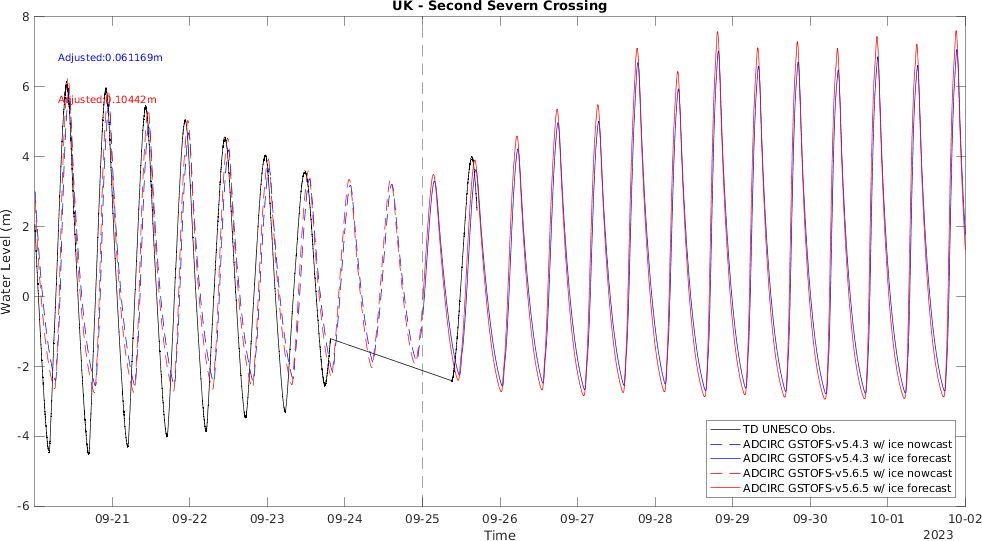 UK - Second Severn Crossing
8
6
4
2
0
-2
-4
-6
Water Level (m)
Adjusted:0.061169m
Adjusted:0.10442m
TD UNESCO Obs.
ADCIRC GSTOFS-v5.4.3 w/ ice nowcast
ADCIRC GSTOFS-v5.4.3 w/ ice forecast
ADCIRC GSTOFS-v5.6.5 w/ ice nowcast
ADCIRC GSTOFS-v5.6.5 w/ ice forecast
09-21 09-22 09-23 09-24 09-25 09-26 09-27 09-28 09-29 09-30 10-01 10-02
Time
2023